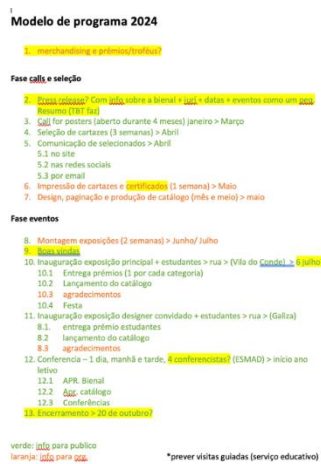 Modelo de programa 2024
1. merchandising e prémios/troféus?
Fase calls e seleção
2. Press release? Com info sobre a bienal + juri + datas + eventos como um peq.
Resumo (TBT faz)
3. Call for posters (aberto durante 4 meses) janeiro > Março
4. Seleção de cartazes (3 semanas) > Abril
5. Comunicação de selecionados > Abril
5.1 no site
5.2 nas redes sociais
5.3 por email
6. Impressão de cartazes e certificados (1 semana) > Maio
7. Design, paginação e produção de catálogo (mês e meio) > maio
Fase eventos
8. Montagem exposições (2 semanas) > Junho/ Julho
9. Boas vindas
10. Inauguração exposição principal + estudantes > rua > (Vila do Conde) > 6 julho
10.1 Entrega prémios (1 por cada categoria)
10.2 Lançamento do catálogo
10.3 agradecimentos
10.4 Festa
11. Inauguração exposição designer convidado + estudantes > rua > (Galiza)
8.1. entrega prémio estudantes
8.2 lançamento do catálogo
8.3 agradecimentos
12. Conferencia – 1 dia, manhã e tarde, 4 conferencistas? (ESMAD) > inicio ano
letivo
12.1 APR. Bienal
12.2 Apr. catálogo
12.3 Conferências
13. Encerramento > 20 de outubro?
verde: info para publico
laranja: info para org.
*prever visitas guiadas (serviço educativo)